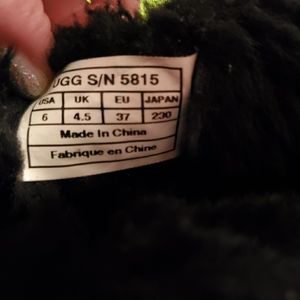 UGG S/N 5815
USA UK EU JAPAN
6 4.5 37 230
Made In China
Fabrique en Chine